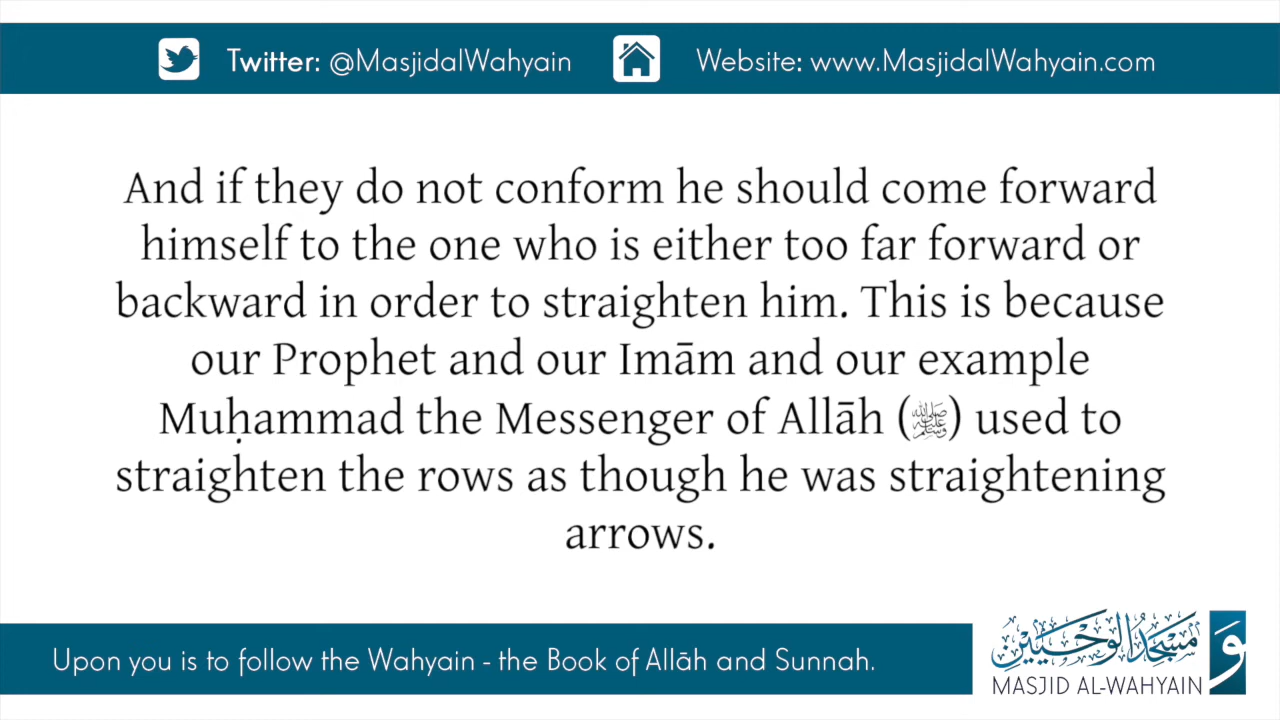 Twitter: @MasjidalWahyain Website: www.MasjidalWahyain.com
And if they do not conform he should come forward
himself to the one who is either too far forward or
backward in order to straighten him. This is because
our Prophet and our Imām and our example
Muḥammad the Messenger of Allāh (ﷺ) used to
straighten the rows as though he was straightening
arrows.
Upon you is to follow the Wahyain - the Book of Allāh and Sunnah.
مَسْجِدُ الوَحْيَيْنِ
وَ
MASJID AL-WAHYAIN